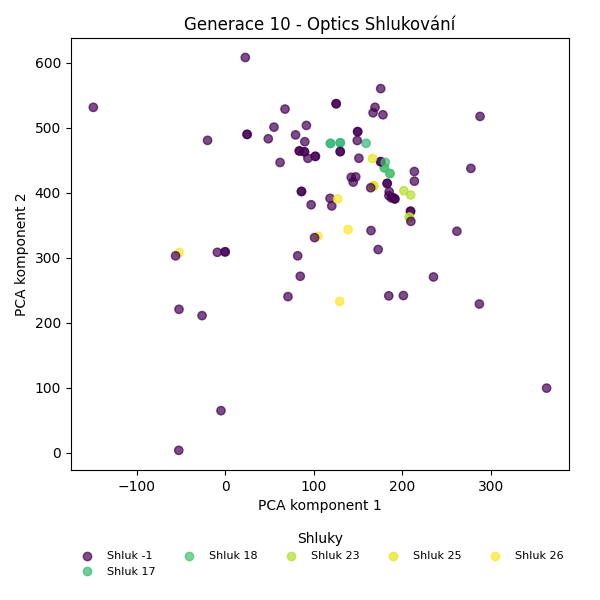 Generace 10 - Optics Shlukování
600
500
400
300
200
100
0
PCA komponent 2
−100 0 100 200 300
PCA komponent 1
Shluky
Shluk -1 Shluk 18 Shluk 23 Shluk 25 Shluk 26
Shluk 17